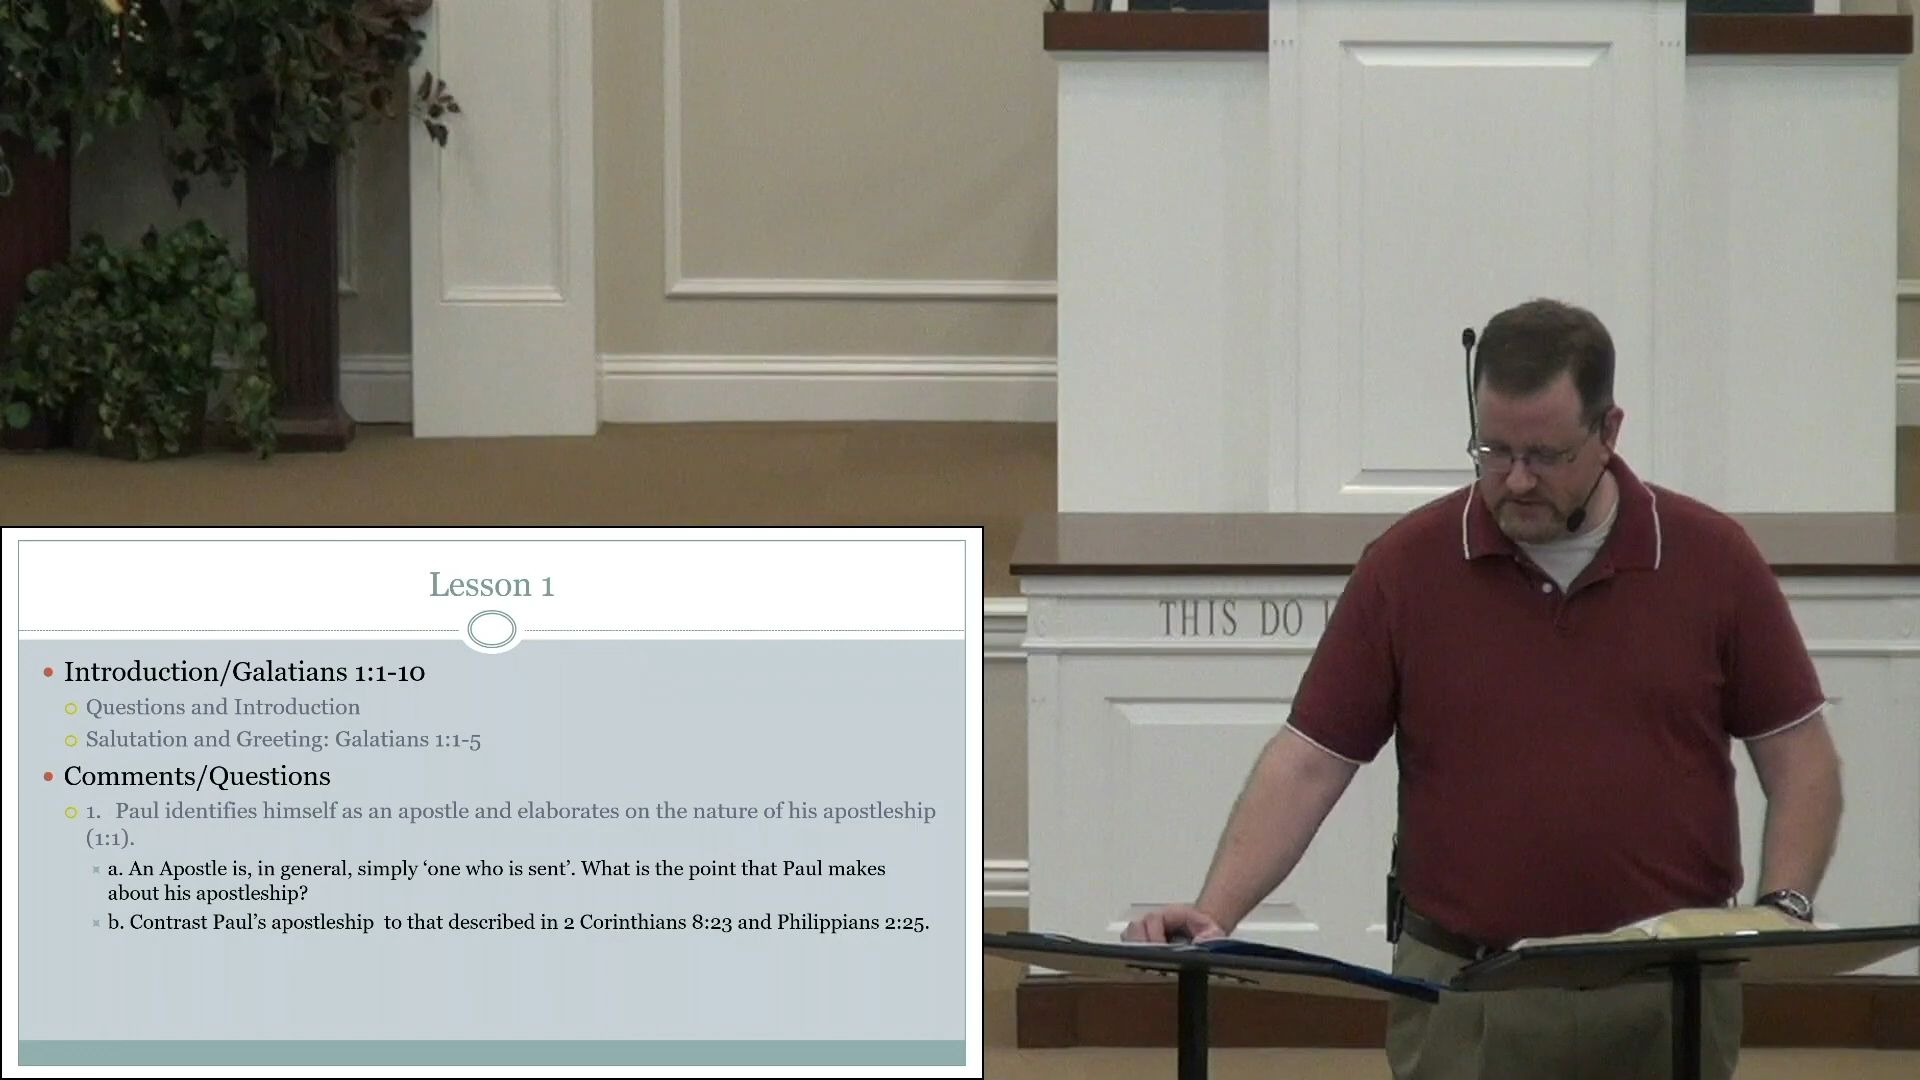 THIS DO
Lesson 1
Introduction/Galatians 1:1-10
Questions and Introduction
Salutation and Greeting: Galatians 1:1-5
Comments/Questions
1. Paul identifies himself as an apostle and elaborates on the nature of his apostleship
(1:1).
a. An Apostle is, in general, simply ‘one who is sent’. What is the point that Paul makes
about his apostleship?
b. Contrast Paul’s apostleship to that described in 2 Corinthians 8:23 and Philippians 2:25.